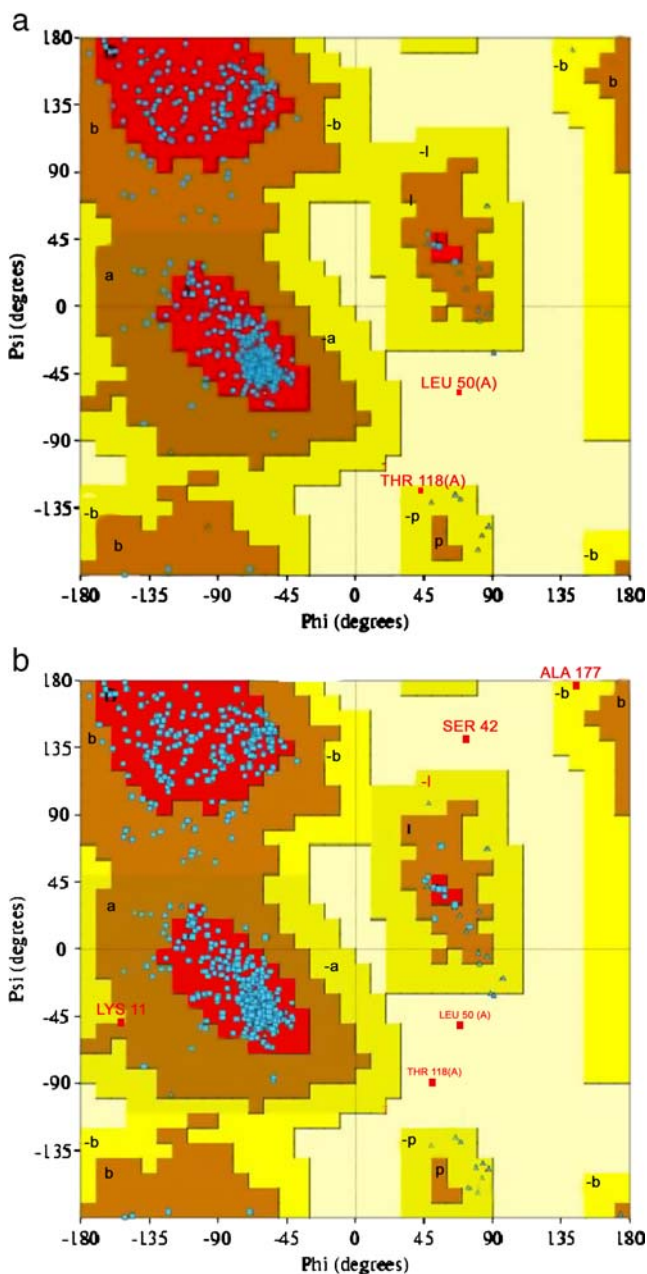 a
180
135
90
45
0
-45
-90
-135
-180
Psi (degrees)
b
-b
-b
b
-l
l
a
-a
LEU 50(A)
THR 118(A)
-b
-p
b
p
-b
-180 -135 -90 -45 0 45 90 135 180
Phi (degrees)
b
180
135
90
45
0
-45
-90
-135
Psi (degrees)
ALA 177
-b
b
SER 42
b
-b
-l
l
a
-a
LYS 11
LEU 50 (A)
THR 118(A)
-b
-p
b
p
-b
-180 -135 -90 -45 0 45 90 135 180
Phi (degrees)